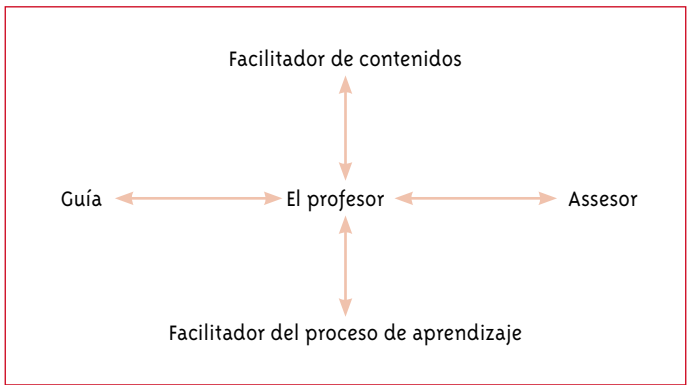 Facilitador de contenidos
Guía
El profesor
Assesor
Facilitador del proceso de aprendizaje